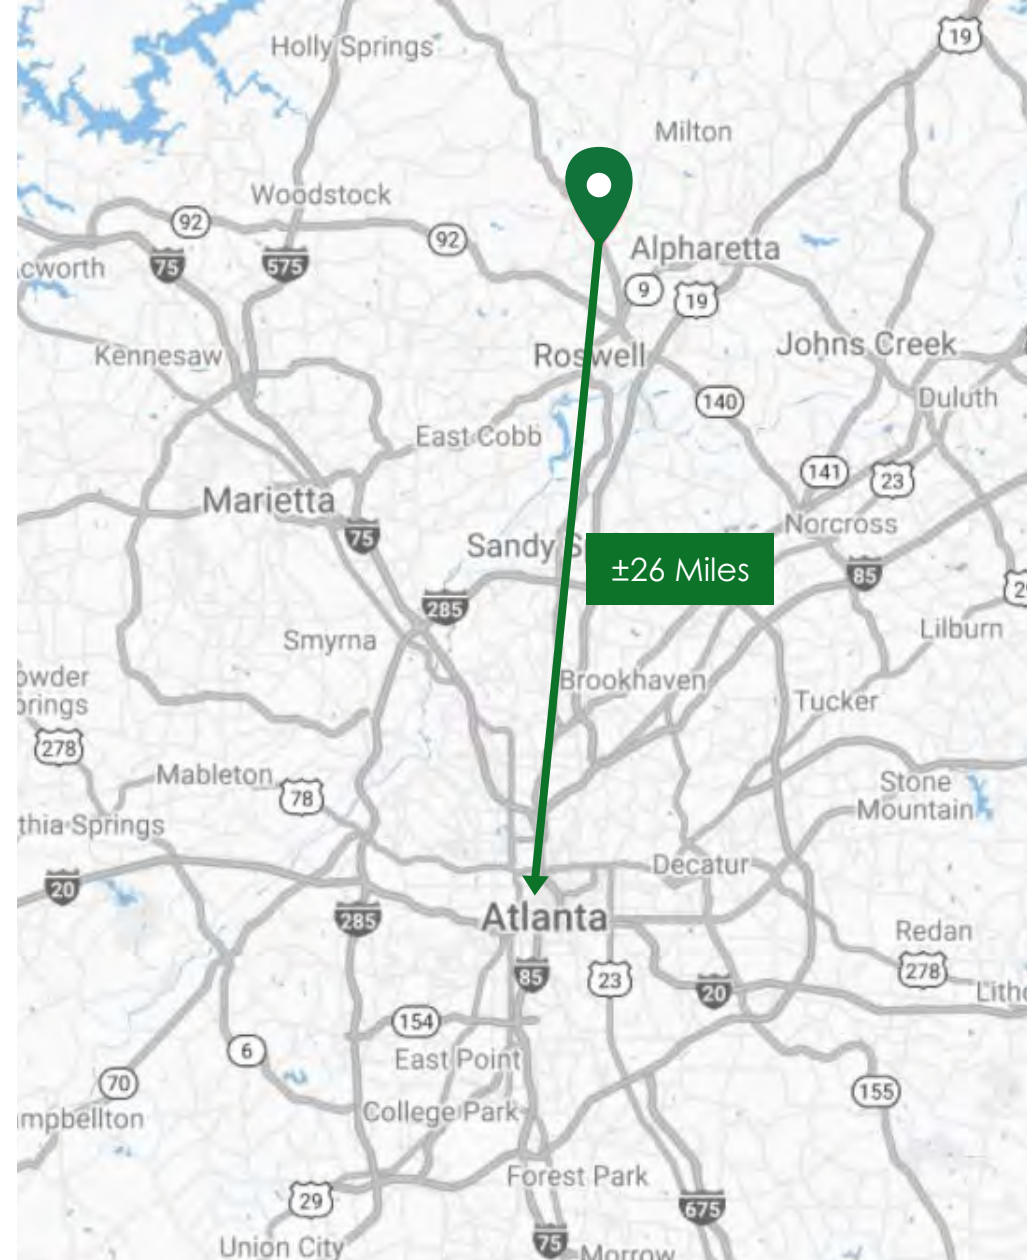 19
Holly Springs
Milton
Woodstock
92
92
Alpharetta
cworth
75
575
9
19
Roswell
Johns Creek
Kennesaw
140
Duluth
East Cobb
141
23
Marietta
Norcross
75
Sandy S
±26 Miles
85
29
285
Lilburn
Smyrna
owder
prings
Brookhaven
Tucker
278
Mableton
78
Stone
Mountain
thia Springs
Decatur
20
285
Atlanta
Redan
85
23
278
20
Litho
154
6
East Point
70
155
mpbellton
College Park
Forest Park
29
675
Union City
75
Morrow